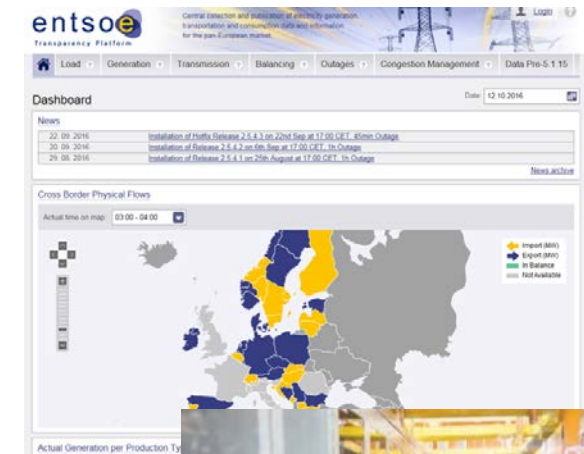 entsoe
Transparency Platform
Central collection and publication of electricity generation,
transportation and consumption data and information
for the pan-European market.
Login
Load Generation Transmission Balancing Outages Congestion Management Data Pre-5.1.15
Dashboard
Date: 12.10.2016
News
22. 09. 2016 Installation of Hotfix Release 2.5.4.3 on 22nd Sep at 17:00 CET, 45min Outage
20. 09. 2016 Installation of Release 2.5.4.2 on 6th Sep at 17:00 CET, 1h Outage
29. 08. 2016 Installation of Release 2.5.4.1 on 25th August at 17:00 CET, 1h Outage
News archive
Cross Border Physical Flows
Actual time on map: 03:00 - 04:00
Import (MW)
Export (MW)
In Balance
Not Available
Actual Generation per Production Ty